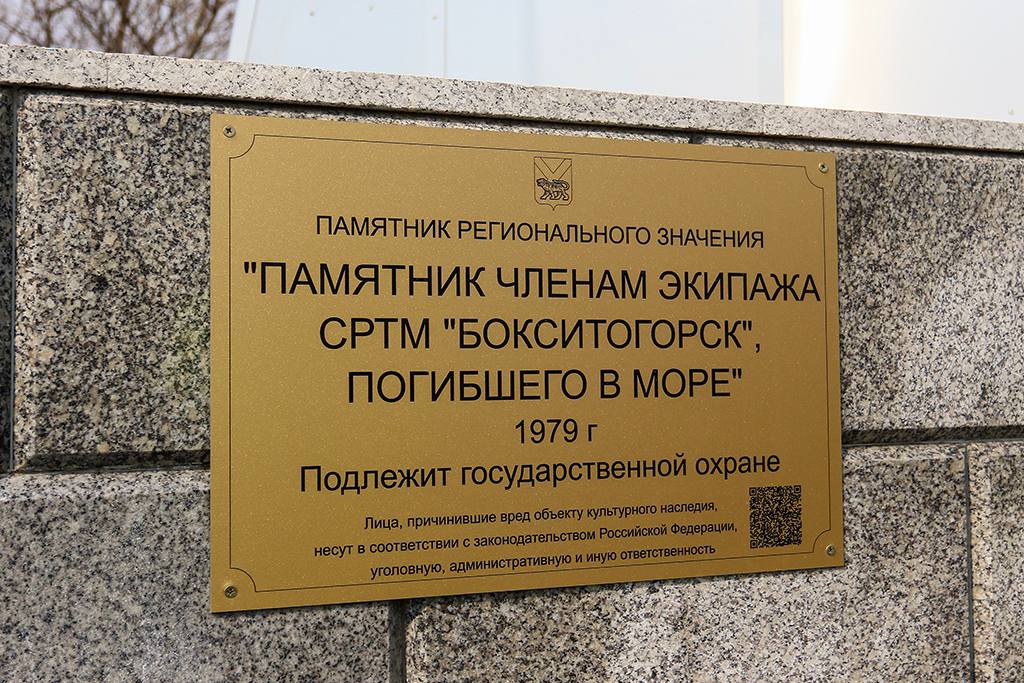 ПАМЯТНИК РЕГИОНАЛЬНОГО ЗНАЧЕНИЯ
"ПАМЯТНИК ЧЛЕНАМ ЭКИПАЖА
СРТМ "БОКСИТОГОРСК",
ПОГИБШЕГО В МОРЕ"
1979 г
Подлежит государственной охране
Лица, причинившие вред объекту культурного наследия,
несут в соответствии с законодательством Российской Федерации,
уголовную, административную и иную ответственность